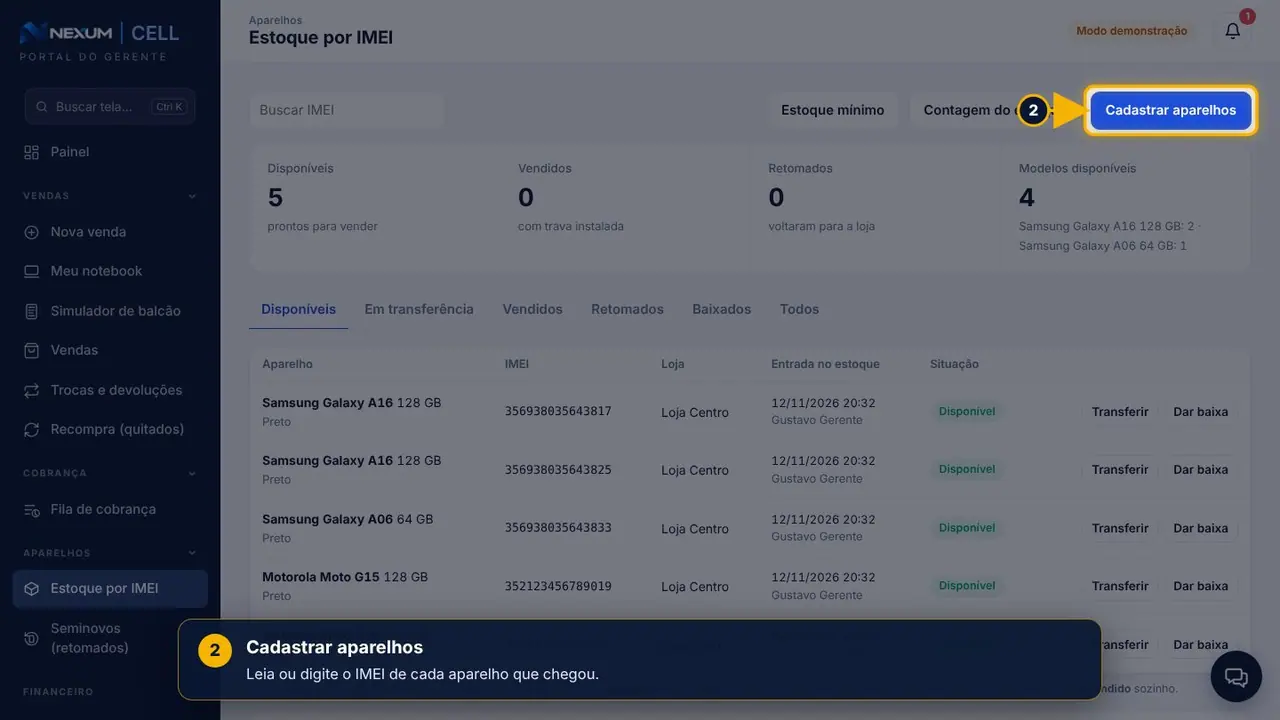 NEXUM | CELL
PORTAL DO GERENTE
Buscar tela... Ctrl K
Painel
VENDAS
Nova venda
Meu notebook
Simulador de balcão
Vendas
Trocas e devoluções
Recompra (quitados)
COBRANÇA
Fila de cobrança
APARELHOS
Estoque por IMEI
Seminovos
(retomados)
FINANCEIRO
Aparelhos
Estoque por IMEI
Modo demonstração
1
Buscar IMEI
Estoque mínimo
Contagem do
2
Cadastrar aparelhos
Disponíveis
5
prontos para vender
Vendidos
0
com trava instalada
Retomados
0
voltaram para a loja
Modelos disponíveis
4
Samsung Galaxy A16 128 GB: 2 ·
Samsung Galaxy A06 64 GB: 1
Disponíveis Em transferência Vendidos Retomados Baixados Todos
Aparelho IMEI Loja Entrada no estoque Situação
Samsung Galaxy A16 128 GB
Preto
356938035643817 Loja Centro 12/11/2026 20:32
Gustavo Gerente
Disponível Transferir Dar baixa
Samsung Galaxy A16 128 GB
Preto
356938035643825 Loja Centro 12/11/2026 20:32
Gustavo Gerente
Disponível Transferir Dar baixa
Samsung Galaxy A06 64 GB
Preto
356938035643833 Loja Centro 12/11/2026 20:32
Gustavo Gerente
Disponível Transferir Dar baixa
Motorola Moto G15 128 GB
Preto
352123456789019 Loja Centro 12/11/2026 20:32
Gustavo Gerente
Disponível Transferir Dar baixa
Dar baixa
sozinho.
2
Cadastrar aparelhos
Leia ou digite o IMEI de cada aparelho que chegou.